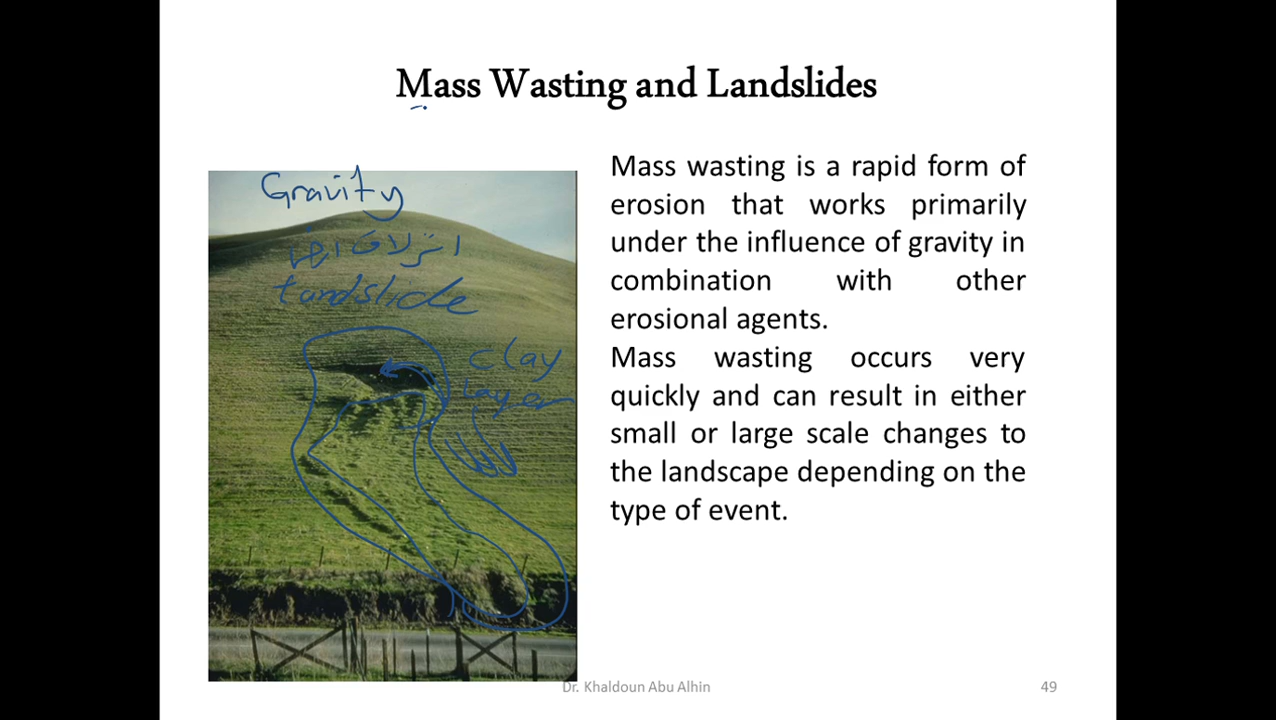 Mass Wasting and Landslides
Gravity
انزلاق ارض
landslide
clay
layer
Mass wasting is a rapid form of
erosion that works primarily
under the influence of gravity in
combination with other
erosional agents.
Mass wasting occurs very
quickly and can result in either
small or large scale changes to
the landscape depending on the
type of event.
Dr. Khaldoun Abu Alhin
49